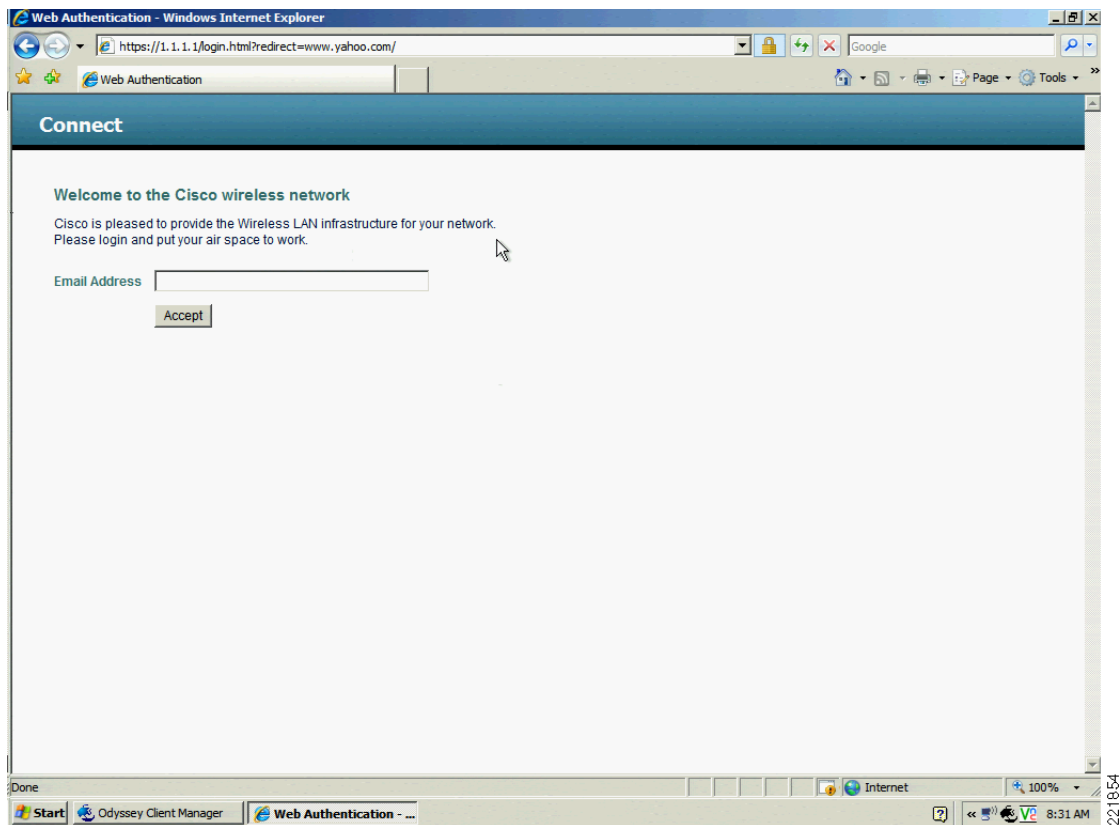 Web Authentication - Windows Internet Explorer
https://1.1.1.1/login.html?redirect=www.yahoo.com/
Google
Web Authentication
Page
Tools
»
Connect
Welcome to the Cisco wireless network
Cisco is pleased to provide the Wireless LAN infrastructure for your network.
Please login and put your air space to work.
Email Address
Accept
Done
Internet
100%
Start
Odyssey Client Manager
Web Authentication - ...
?
«
V2
8:31 AM
221854